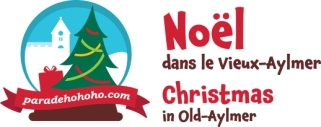 paradehohoho.com
Noël
dans le Vieux-Aylmer
Christmas
in Old-Aylmer